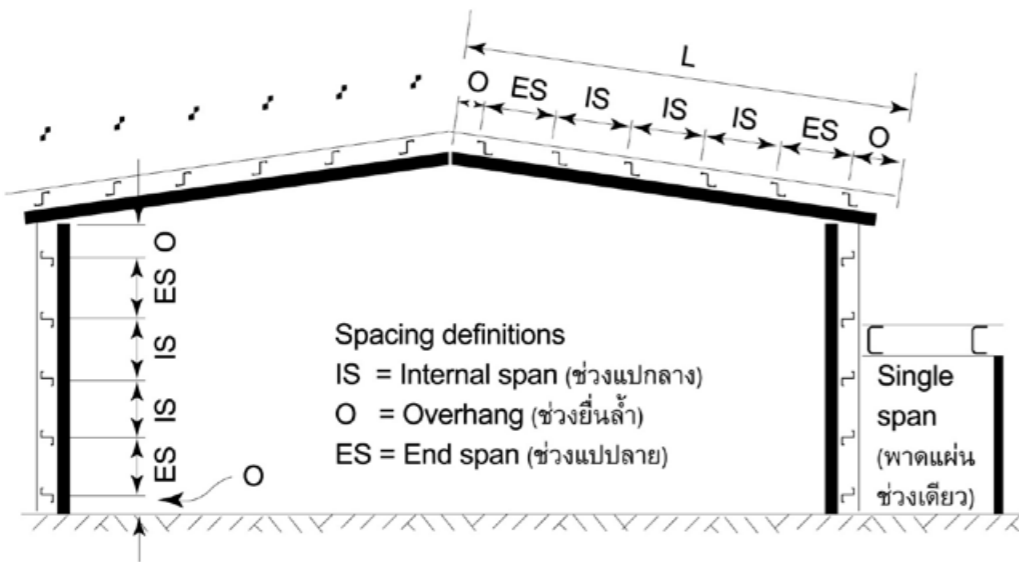 L
O ES IS IS IS ES O
O
ES
IS
IS
ES
O
Spacing definitions
IS = Internal span (ช่วงแปกลาง)
O = Overhang (ช่วงยื่นล้ำ)
ES = End span (ช่วงแปปลาย)
Single
span
(พาดแผ่น
ช่วงเดียว)